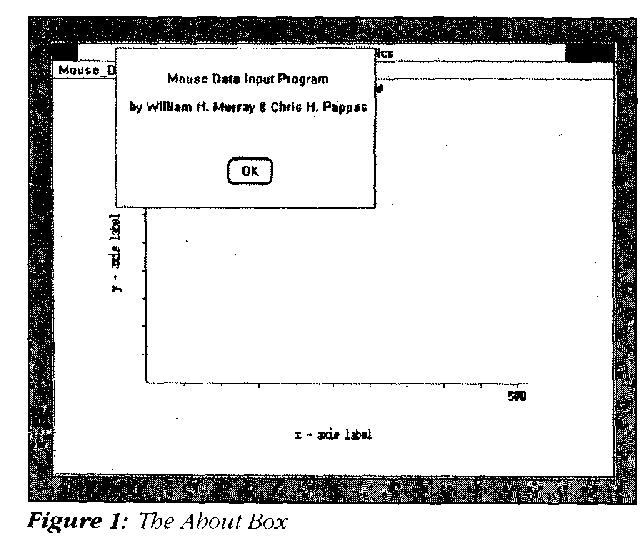 Mouse_D
Mouse Data Input Program
by William H. Murray & Chris H. Pappas
OK
y - axis label
500
x - axis label
Figure 1: The About Box